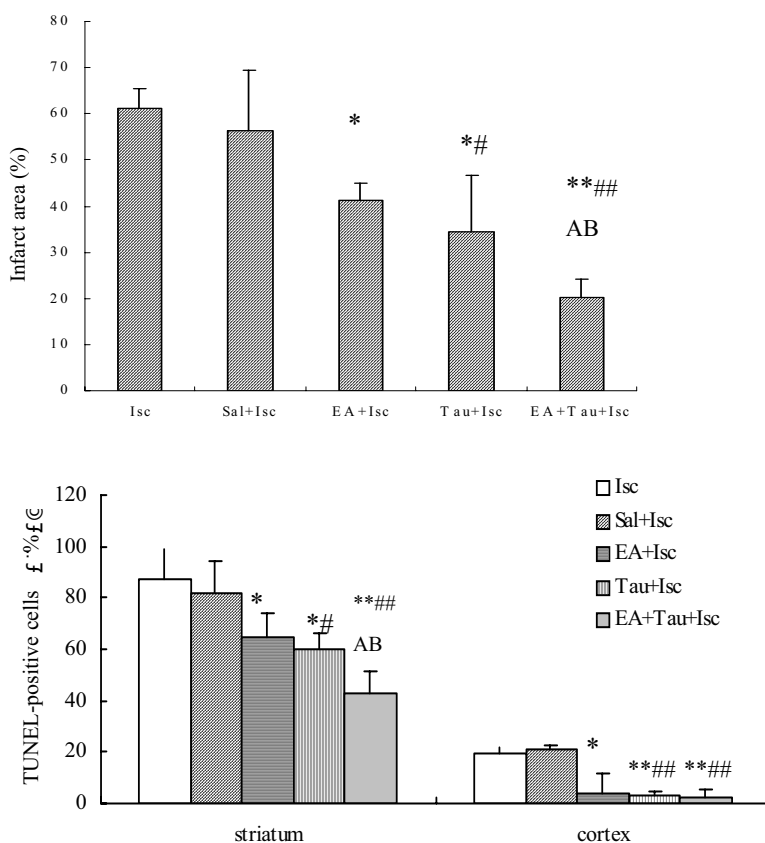 80
70
60
50
40
30
20
10
0
Infarct area (%)
*
*#
**##
AB
Isc
Sal+Isc
EA+Isc
Tau+Isc
EA+Tau+Isc
120
100
80
60
40
20
0
TUNEL-positive cells £¨%£©
Isc
Sal+Isc
EA+Isc
Tau+Isc
EA+Tau+Isc
*
*#
**##
AB
*
**##
**##
striatum
cortex